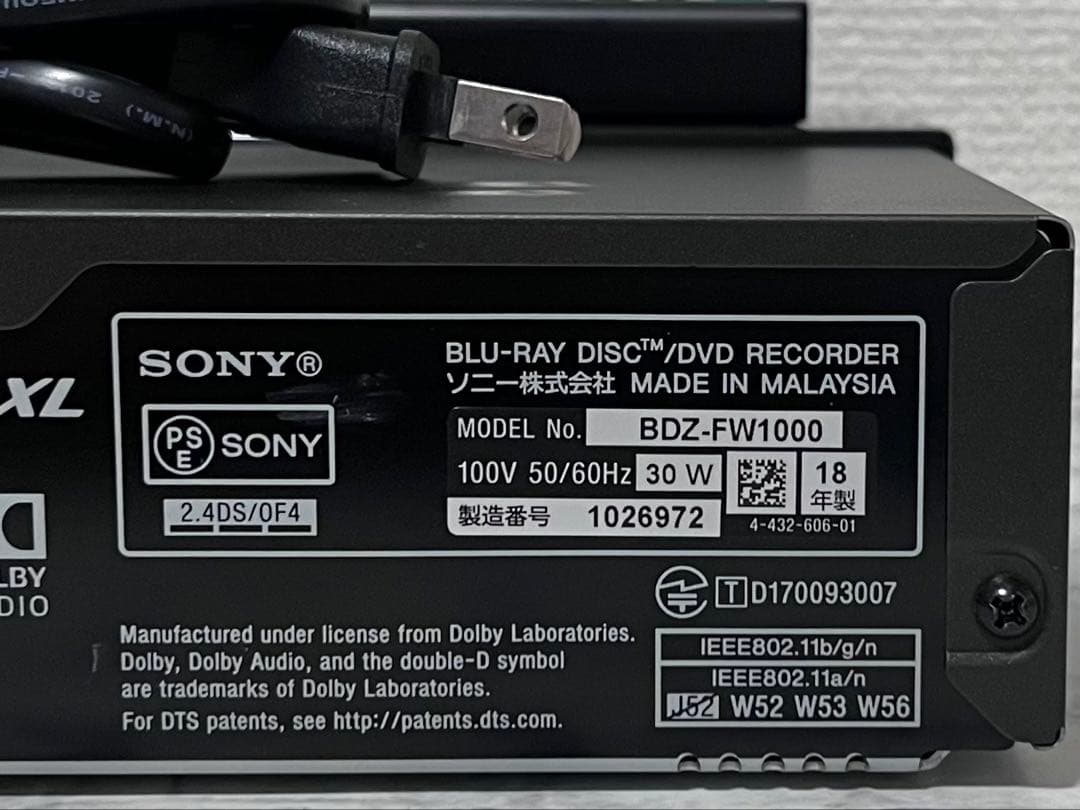 (N.M.) 20
XL
SONY®
PSE SONY
2.4DS/OF4
BLU-RAY DISC™/DVD RECORDER
ソニー株式会社 MADE IN MALAYSIA
MODEL No. BDZ-FW1000
100V 50/60Hz 30 W
18
年製
製造番号 1026972
4-432-606-01
LBY
DIO
T D170093007
Manufactured under license from Dolby Laboratories.
Dolby, Dolby Audio, and the double-D symbol
are trademarks of Dolby Laboratories.
For DTS patents, see http://patents.dts.com.
IEEE802.11b/g/n
IEEE802.11a/n
J52 W52 W53 W56